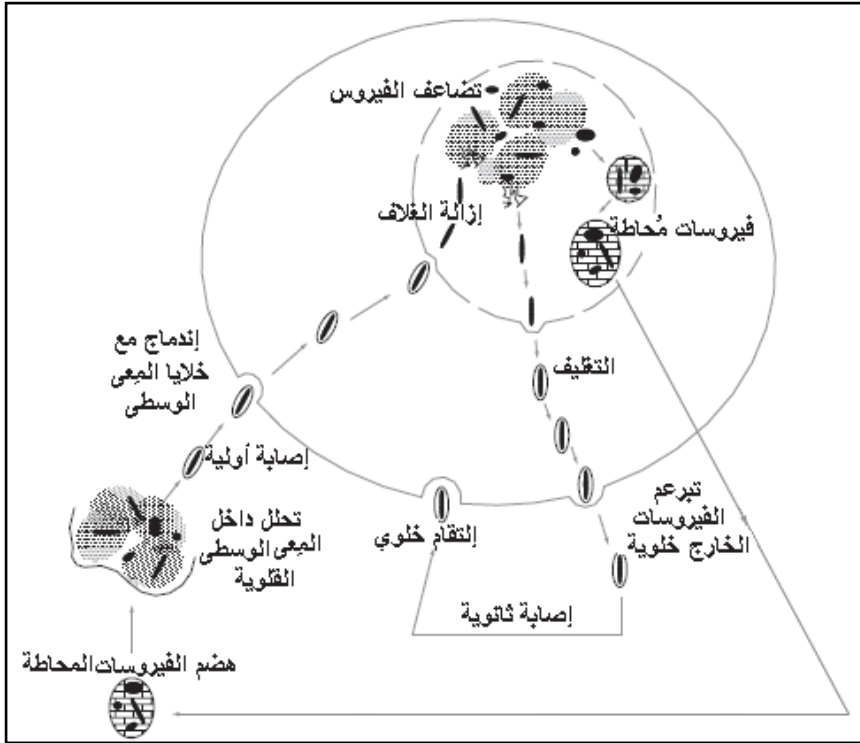 تضاعف الفيروس
إزالة الغلاف
فيروسات مُحاطة
إندماج مع
خلايا المِعى
الوسطى
التغليف
إصابة أولية
تحلل داخل
المِعى الوسطى
القلوية
إلتقام خلوي
تبرعم
الفيروسات
الخارج خلوية
إصابة ثانوية
هضم الفيروسات المحاطة